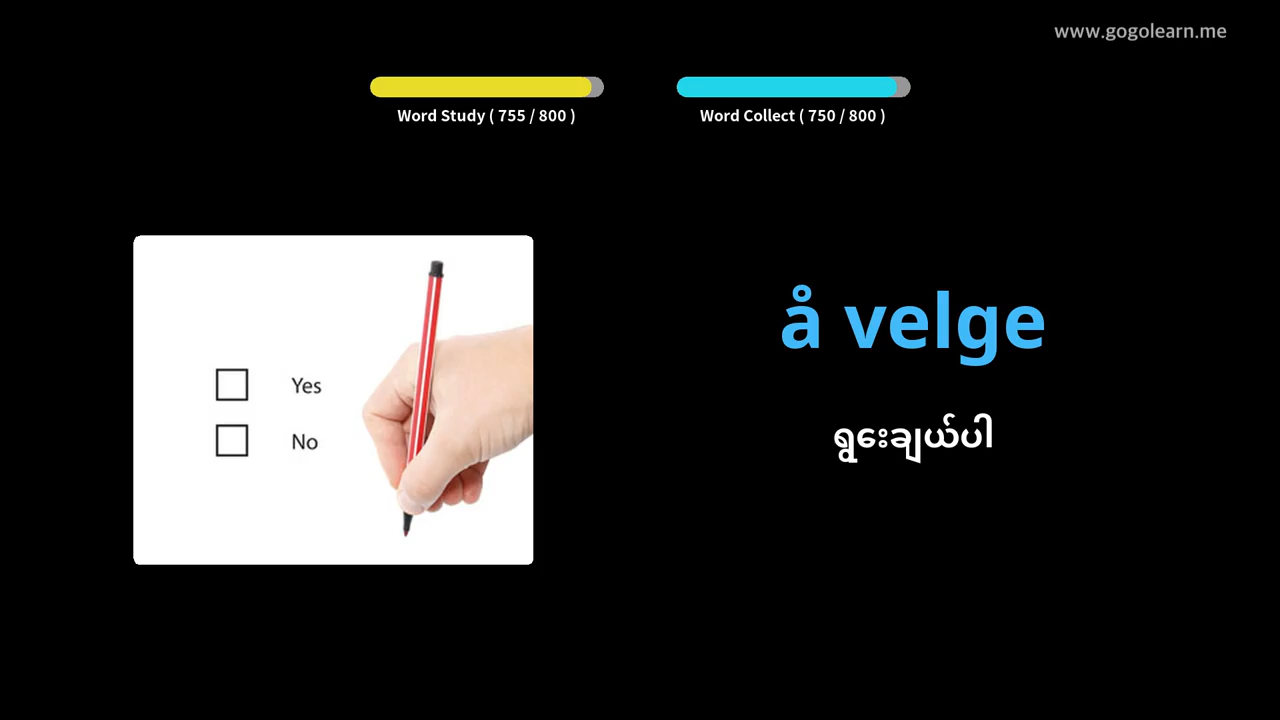 www.gogolearn.me
Word Study ( 755 / 800 )
Word Collect ( 750 / 800 )
Yes
No
å velge
ရွေးချယ်ပါ